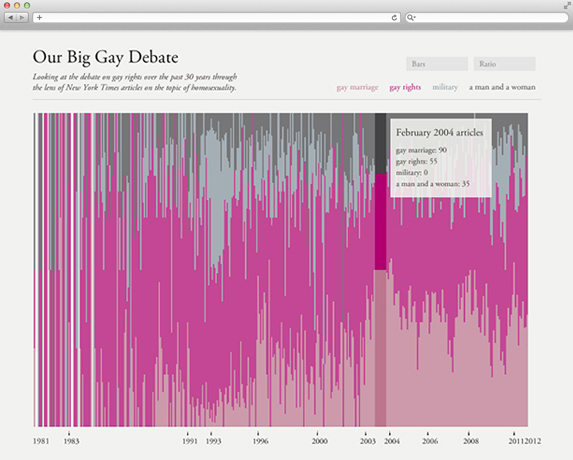 Our Big Gay Debate
Looking at the debate on gay rights over the past 30 years through
the lens of New York Times articles on the topic of homosexuality.
Bars
Ratio
gay marriage gay rights military a man and a woman
February 2004 articles
gay marriage: 90
gay rights: 55
military: 0
a man and a woman: 35
1981 1983 1991 1993 1996 2000 2003 2004 2006 2008 2011 2012